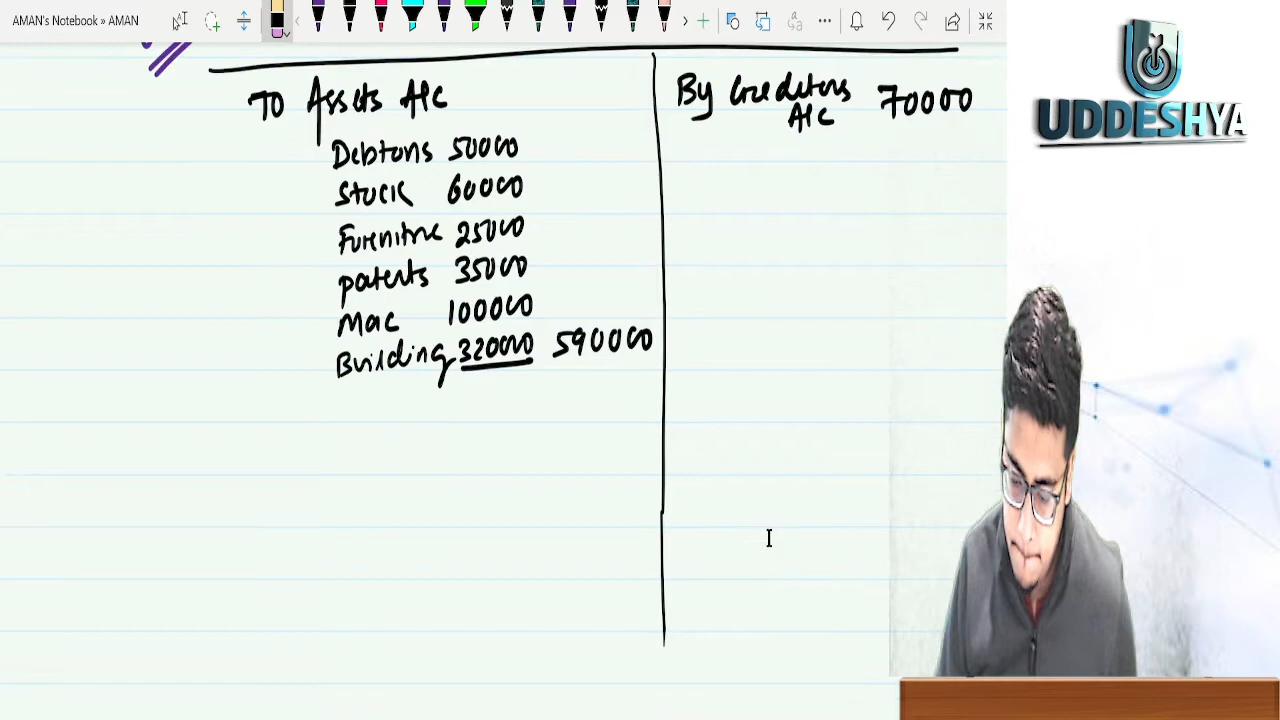 AMAN's Notebook » AMAN
UDDESHYA
To Assets A/c
Debtors 50000
Stock 60000
Furniture 25000
patents 35000
Mac 100000
Building 320000 590000
By Creditors 70000
A/c